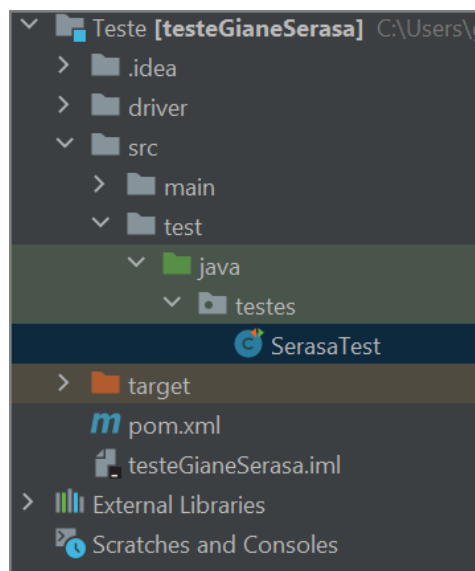 Teste [testeGianeSerasa] C:\Users\
.idea
driver
src
main
test
java
testes
SerasaTest
target
pom.xml
testeGianeSerasa.iml
External Libraries
Scratches and Consoles